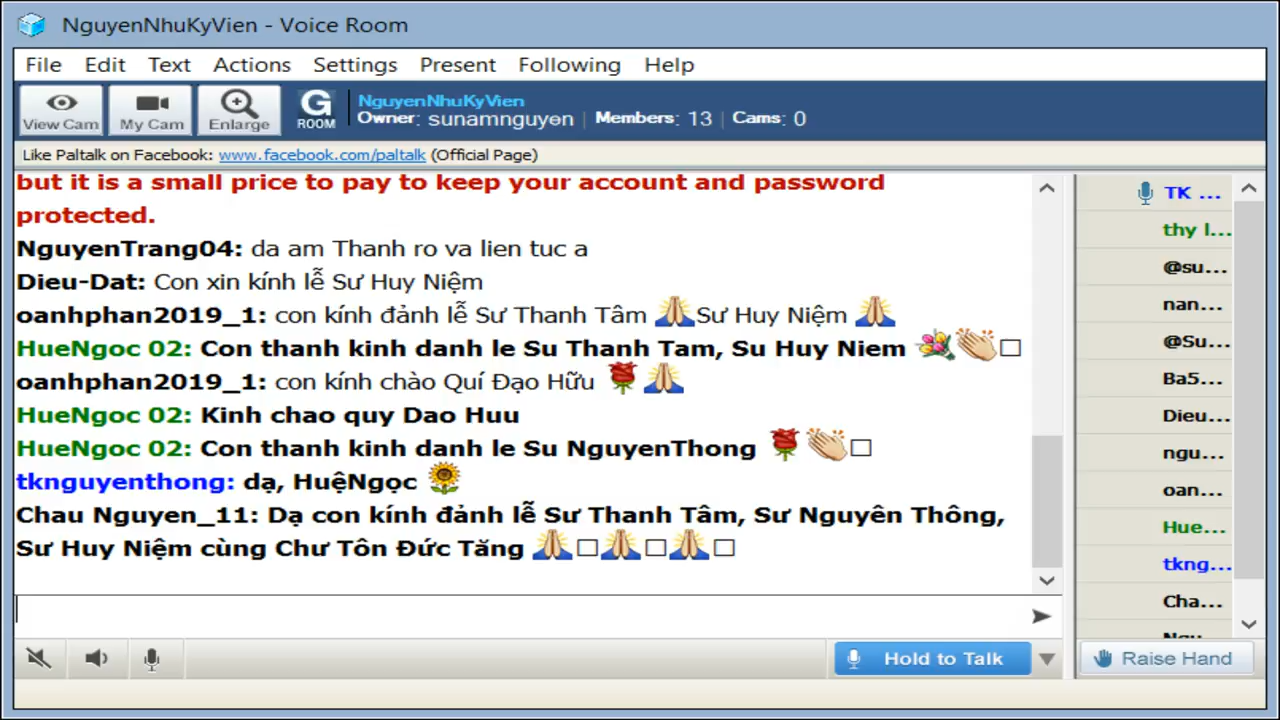 NguyenNhuKyVien - Voice Room
File Edit Text Actions Settings Present Following Help
View Cam My Cam Enlarge G ROOM
NguyenNhuKyVien
Owner: sunamnguyen | Members: 13 | Cams: 0
Like Paltalk on Facebook: www.facebook.com/paltalk (Official Page)
but it is a small price to pay to keep your account and password
protected.
NguyenTrang04: da am Thanh ro va lien tuc a
Dieu-Dat: Con xin kính lễ Sư Huy Niệm
oanhphan2019_1: con kính đảnh lễ Sư Thanh Tâm 🙏Sư Huy Niệm 🙏
HueNgoc 02: Con thanh kinh danh le Su Thanh Tam, Su Huy Niem 💐👏□
oanhphan2019_1: con kính chào Quí Đạo Hữu 🌹🙏
HueNgoc 02: Kinh chao quy Dao Huu
HueNgoc 02: Con thanh kinh danh le Su NguyenThong 🌹👏□
tknguyenthong: dạ, HuệNgọc 🌻
Chau Nguyen_11: Dạ con kính đảnh lễ Sư Thanh Tâm, Sư Nguyên Thông,
Sư Huy Niệm cùng Chư Tôn Đức Tăng 🙏□🙏□🙏□
TK ...
thy l...
@su...
nan...
@Su...
Ba5...
Dieu...
ngu...
oan...
Hue...
tkng...
Cha...
Hold to Talk
Raise Hand